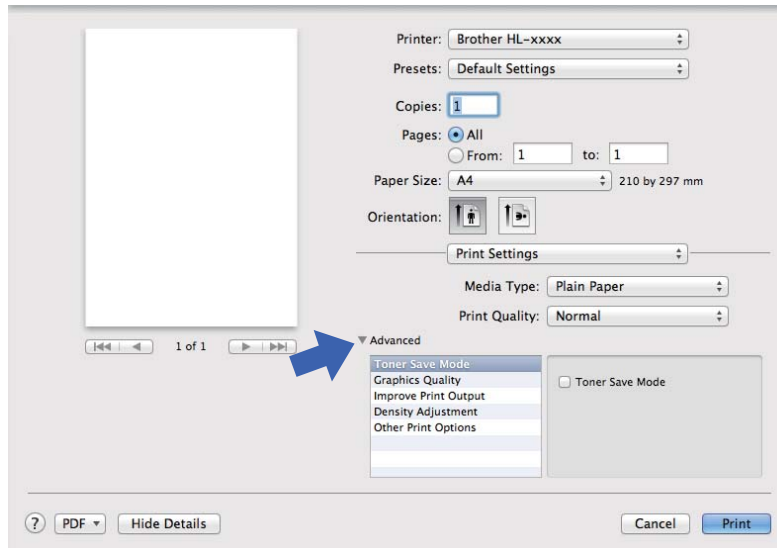 Printer: Brother HL-xxxx
Presets: Default Settings
Copies: 1
Pages: All
From: 1 to: 1
Paper Size: A4 210 by 297 mm
Orientation:
Print Settings
Media Type: Plain Paper
Print Quality: Normal
1 of 1
Advanced
Toner Save Mode
Graphics Quality
Improve Print Output
Density Adjustment
Other Print Options
Toner Save Mode
? PDF Hide Details Cancel Print